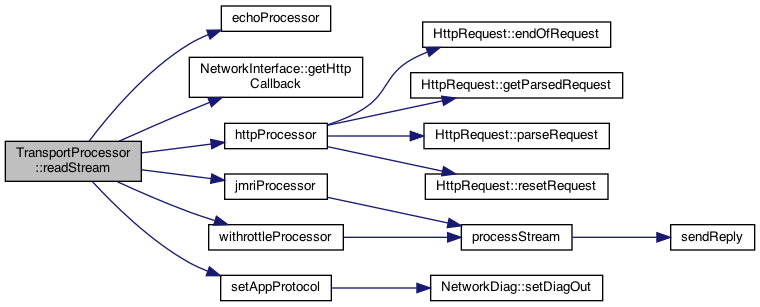 TransportProcessor
::readStream
echoProcessor
NetworkInterface::getHttp
Callback
httpProcessor
jmriProcessor
withrottleProcessor
setAppProtocol
HttpRequest::endOfRequest
HttpRequest::getParsedRequest
HttpRequest::parseRequest
HttpRequest::resetRequest
processStream
sendReply
NetworkDiag::setDiagOut